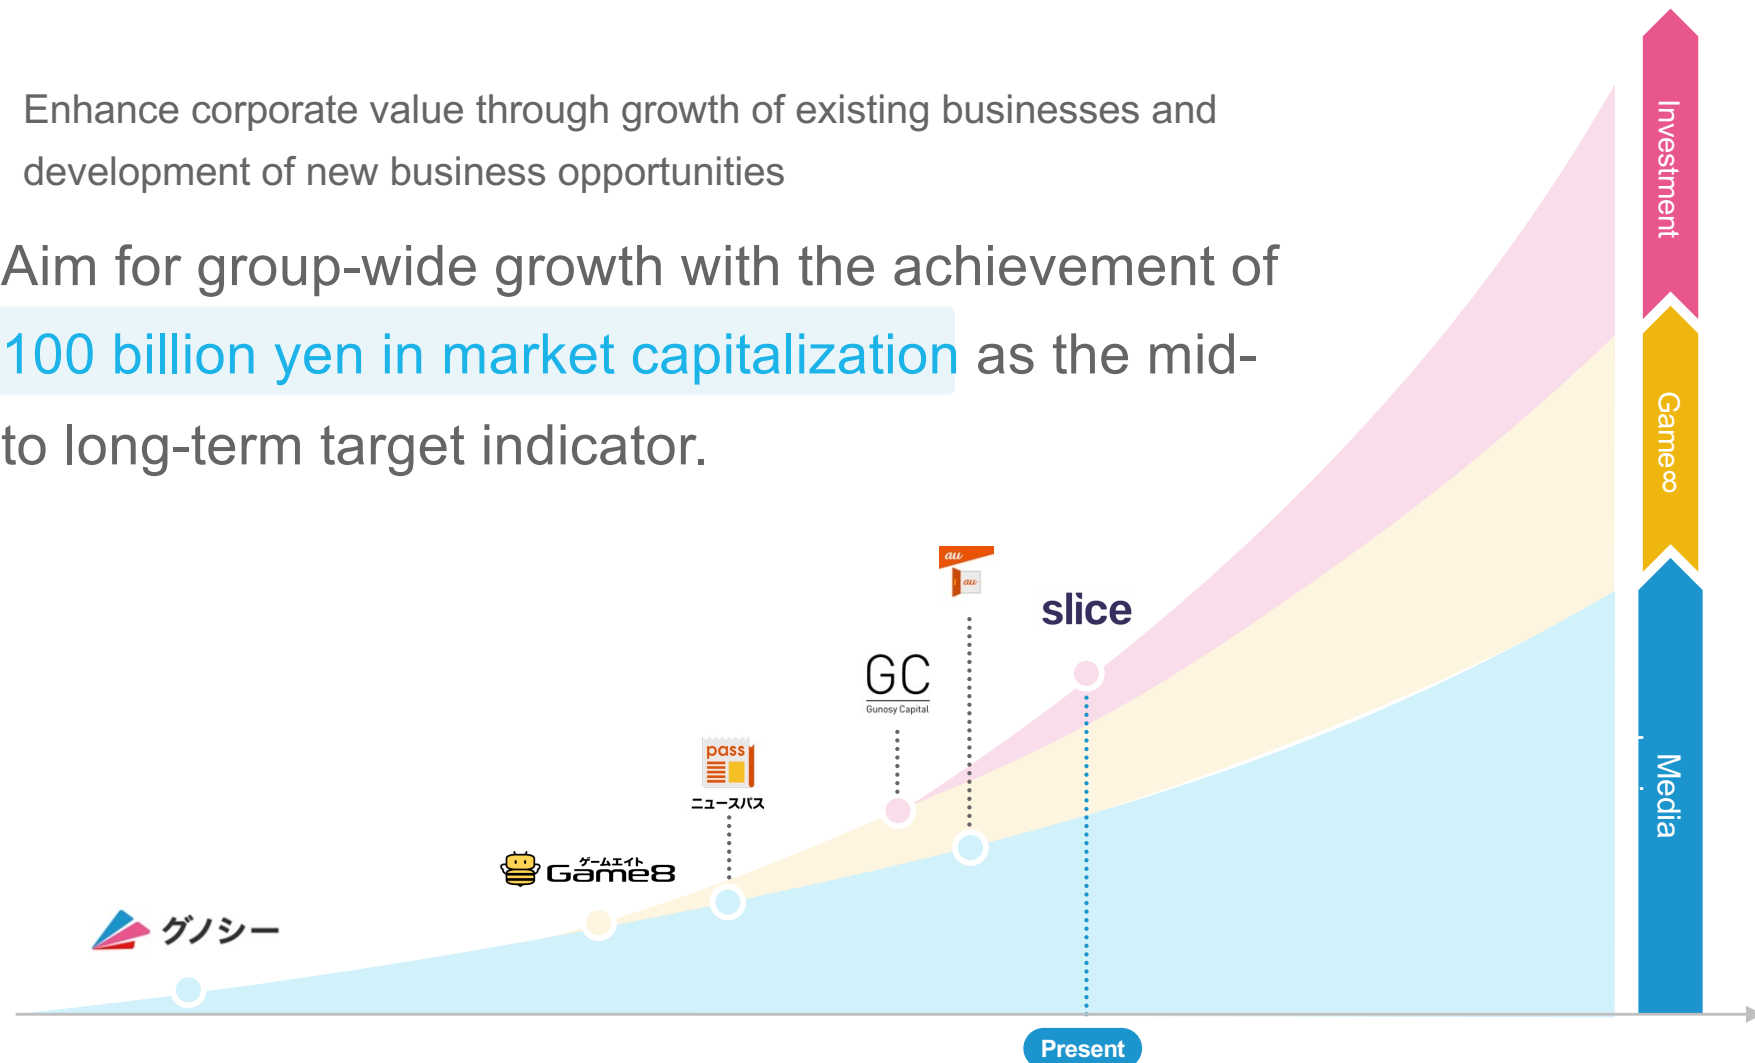 Enhance corporate value through growth of existing businesses and
development of new business opportunities
Aim for group-wide growth with the achievement of
100 billion yen in market capitalization as the mid-
to long-term target indicator.
Investment
Game8
Media
au
au
slice
GC
Gunosy Capital
pass
ニュースパス
ゲームエイト
Game8
グノシー
Present